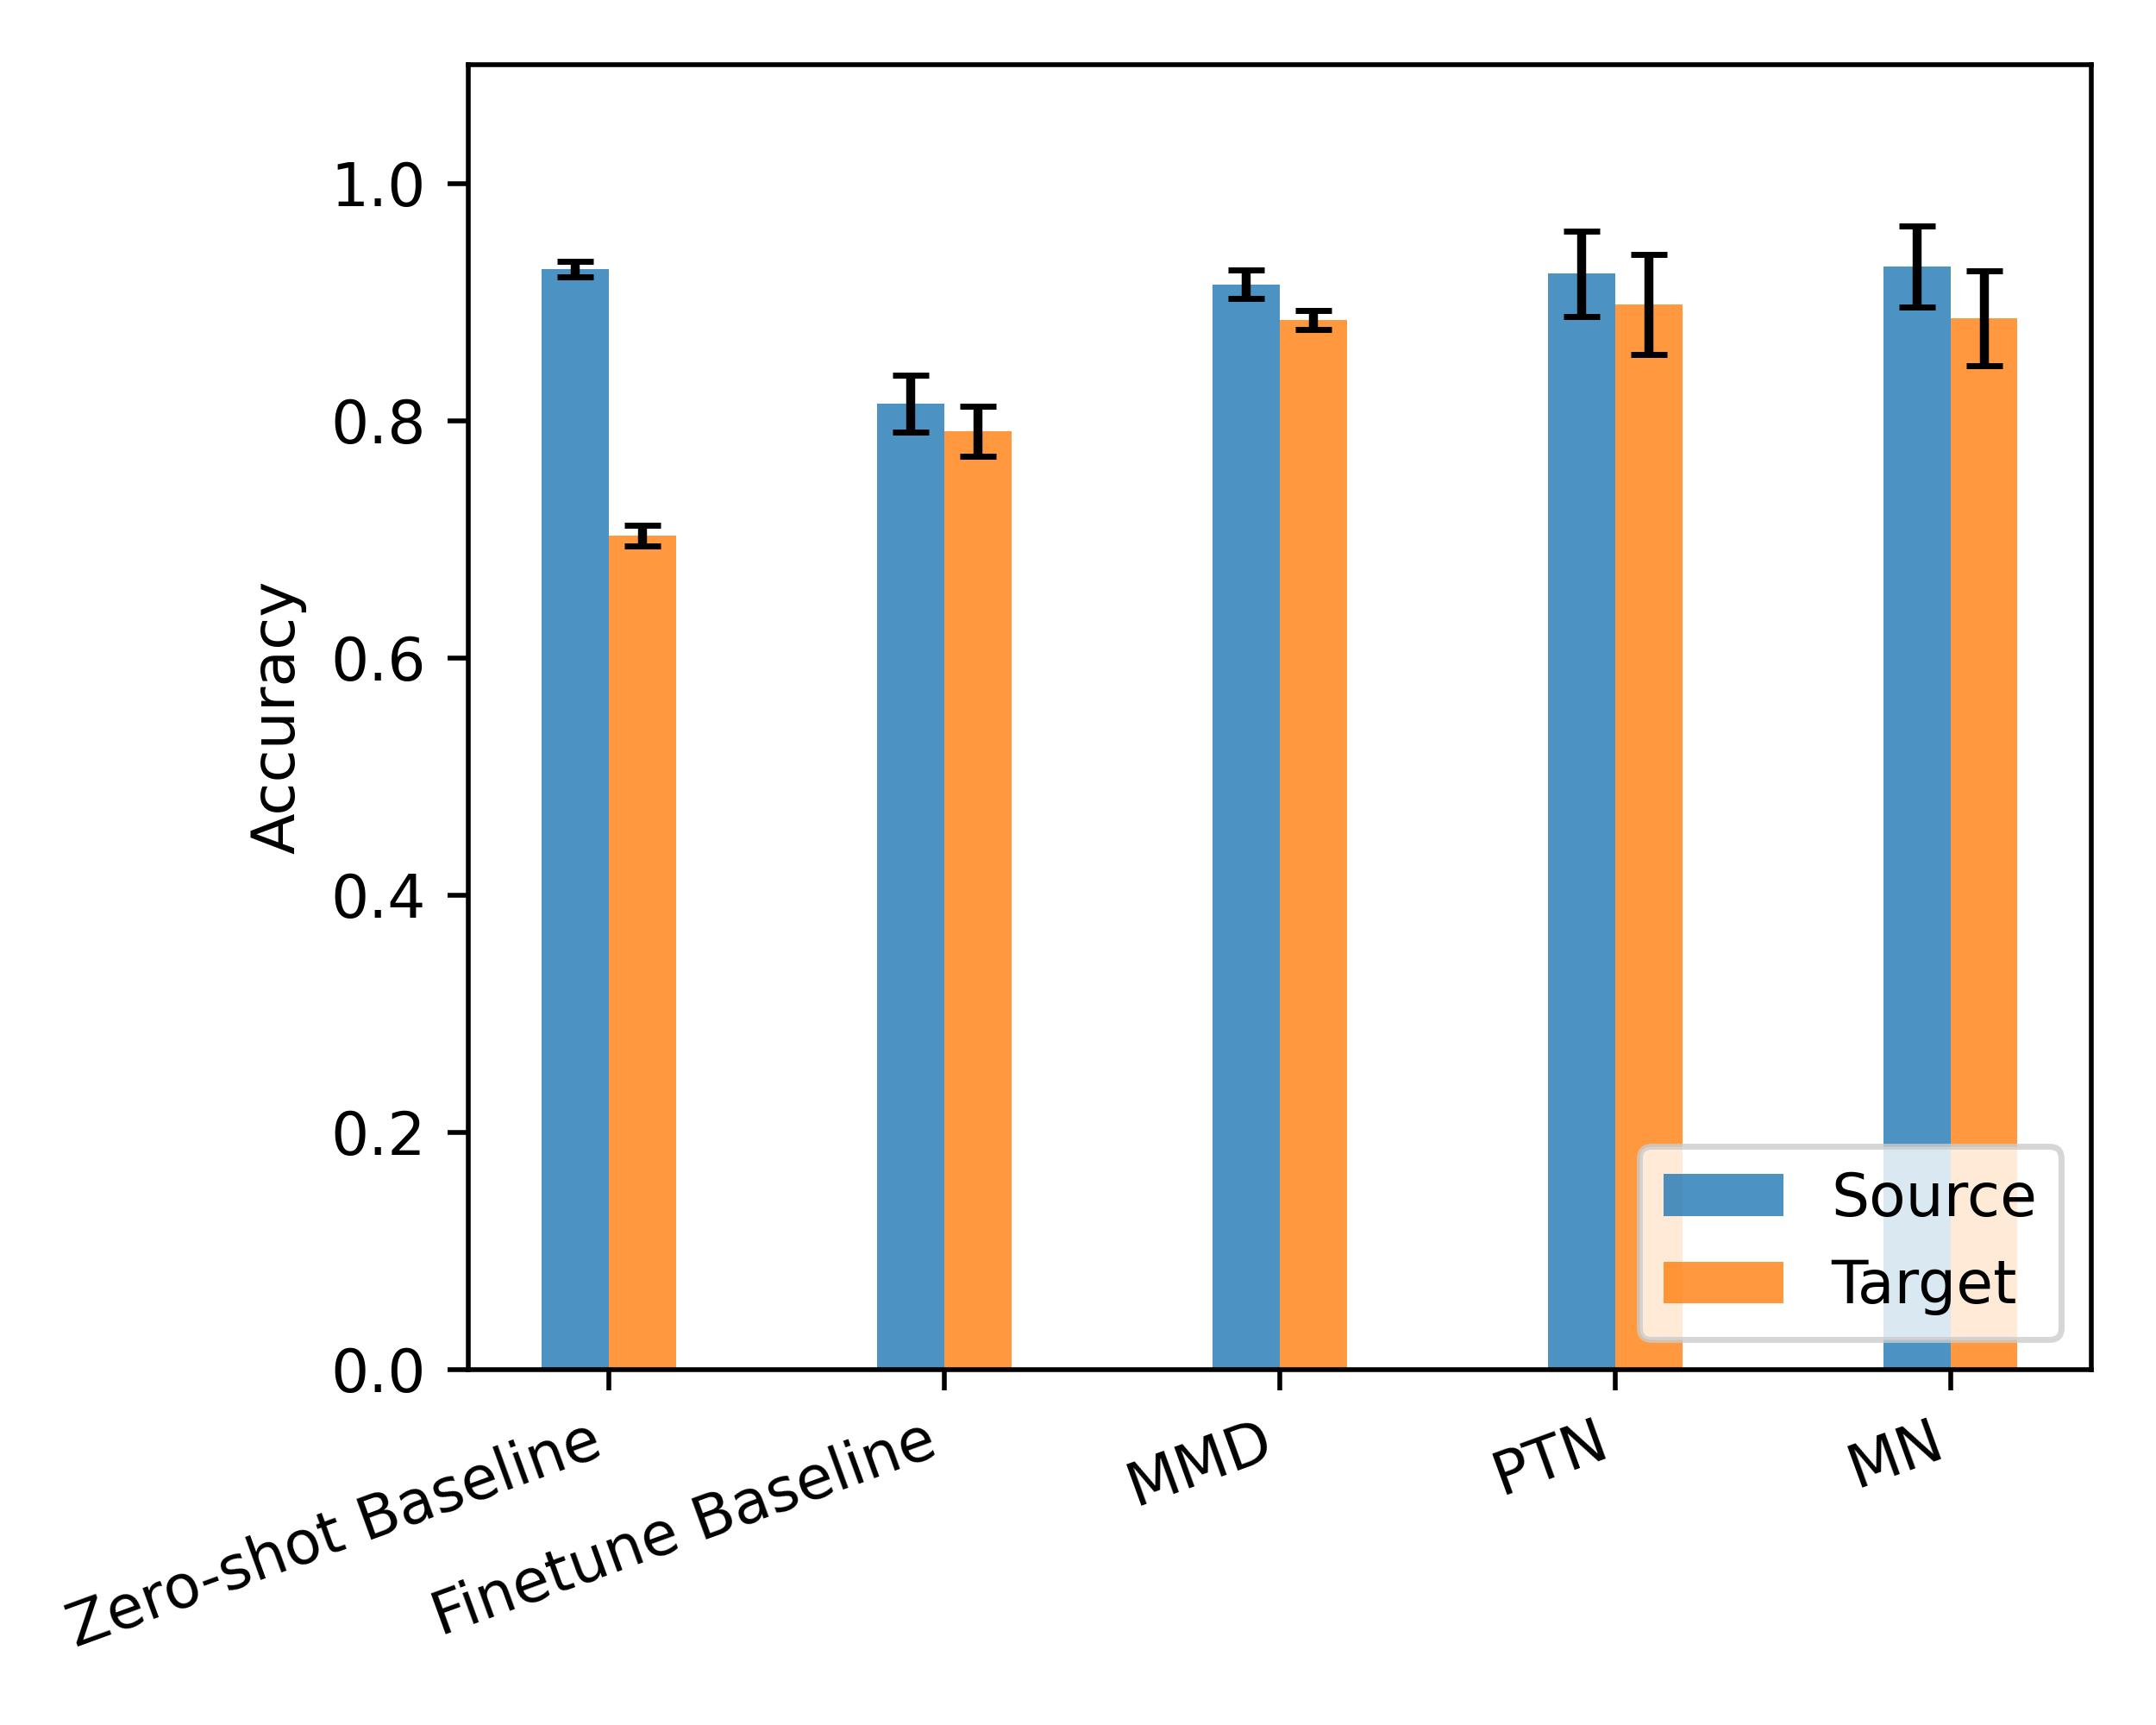 1.0
0.8
0.6
0.4
0.2
0.0
Accuracy
Zero-shot Baseline
Finetune Baseline
MMD
PTN
MN
Source
Target